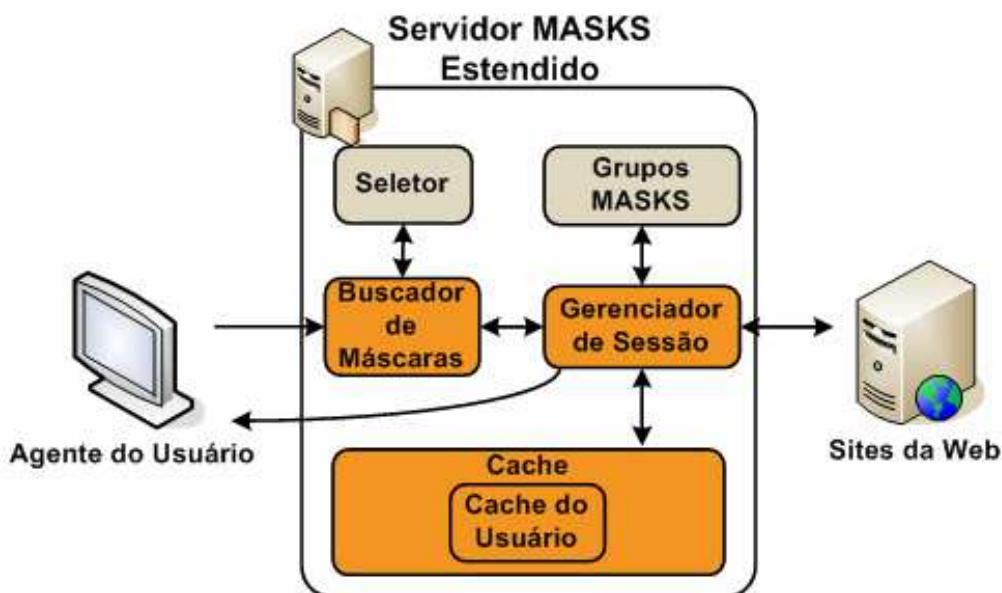 Servidor MASKS
Estendido
Seletor
Grupos
MASKS
Buscador
de
Máscaras
Gerenciador
de Sessão
Agente do Usuário
Sites da Web
Cache
Cache do
Usuário